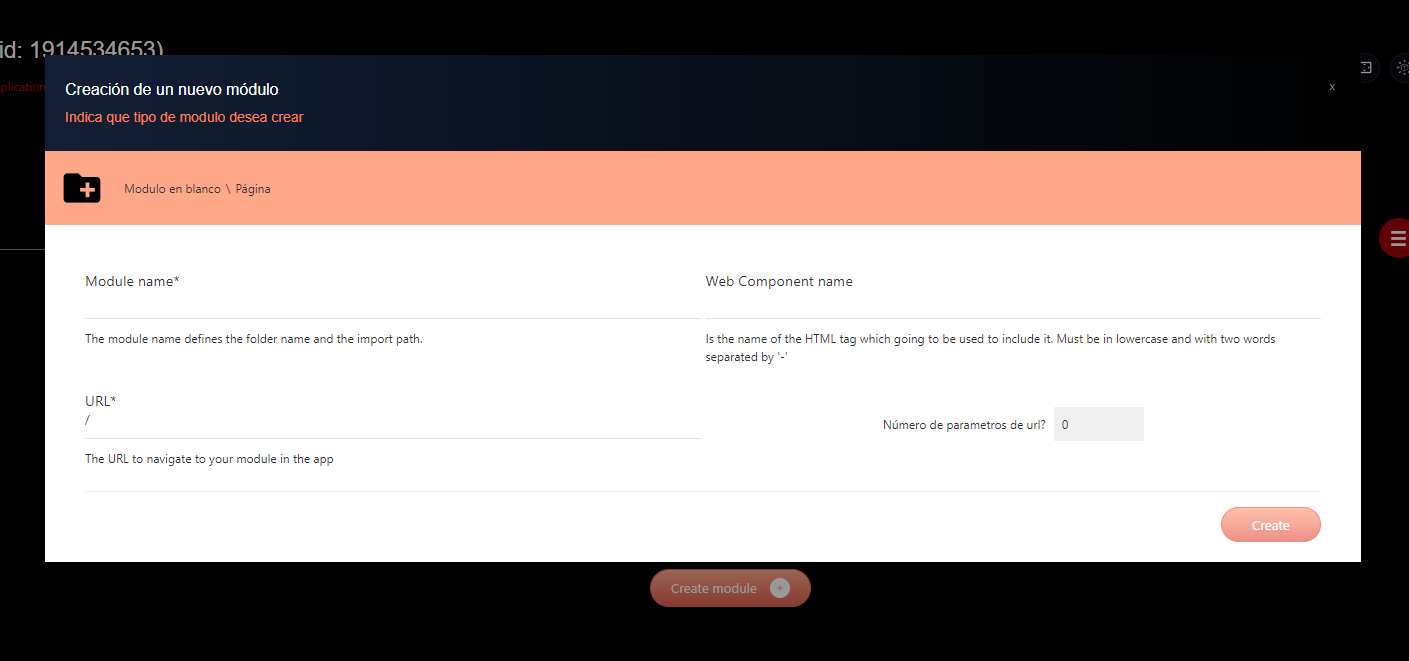 id: 1914534653)
plication
Creación de un nuevo módulo
x
Indica que tipo de modulo desea crear
Modulo en blanco \ Página
Module name*
The module name defines the folder name and the import path.
Web Component name
Is the name of the HTML tag which going to be used to include it. Must be in lowercase and with two words
separated by '-'
URL*
/
The URL to navigate to your module in the app
Número de parametros de url? 0
Create
Create module